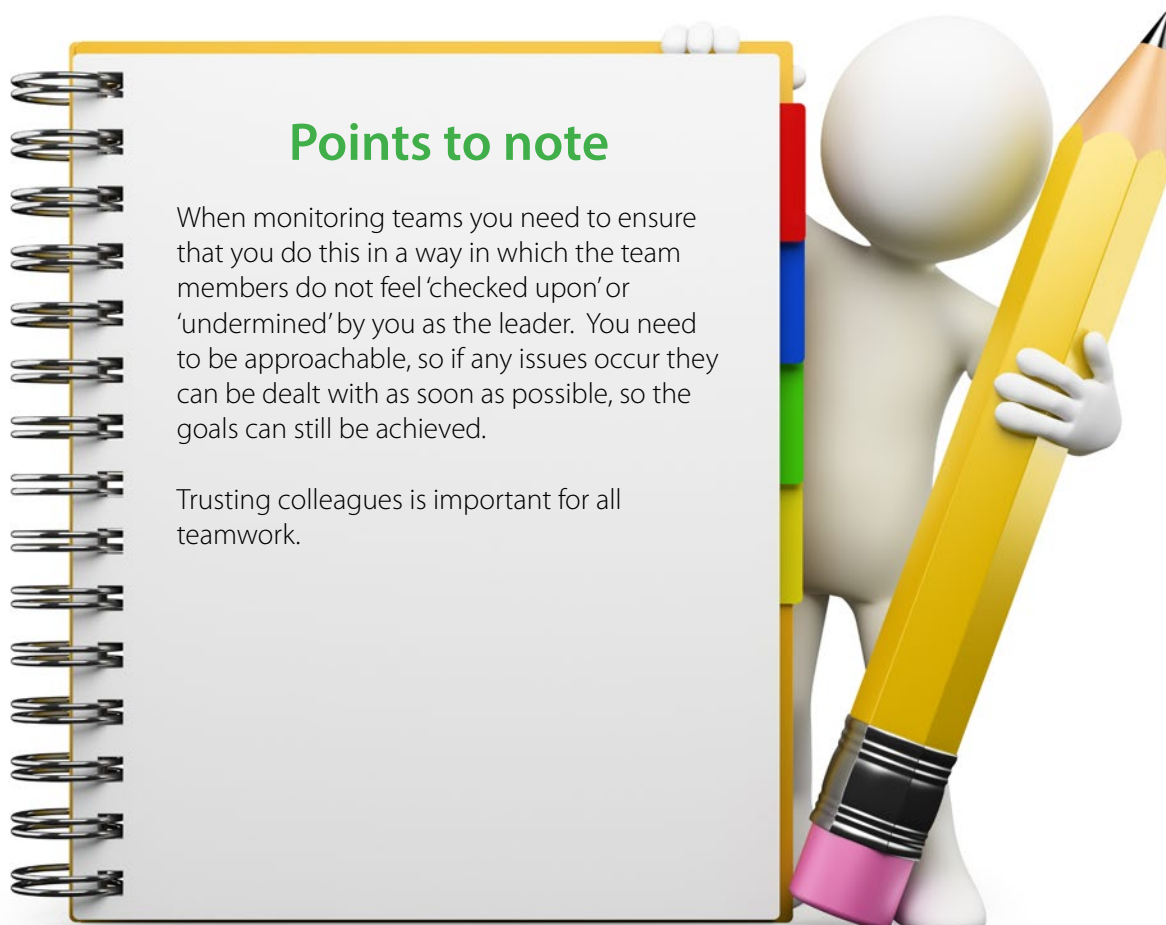 Points to note
When monitoring teams you need to ensure
that you do this in a way in which the team
members do not feel ‘checked upon’ or
‘undermined’ by you as the leader.  You need
to be approachable, so if any issues occur they
can be dealt with as soon as possible, so the
goals can still be achieved.
Trusting colleagues is important for all
teamwork.